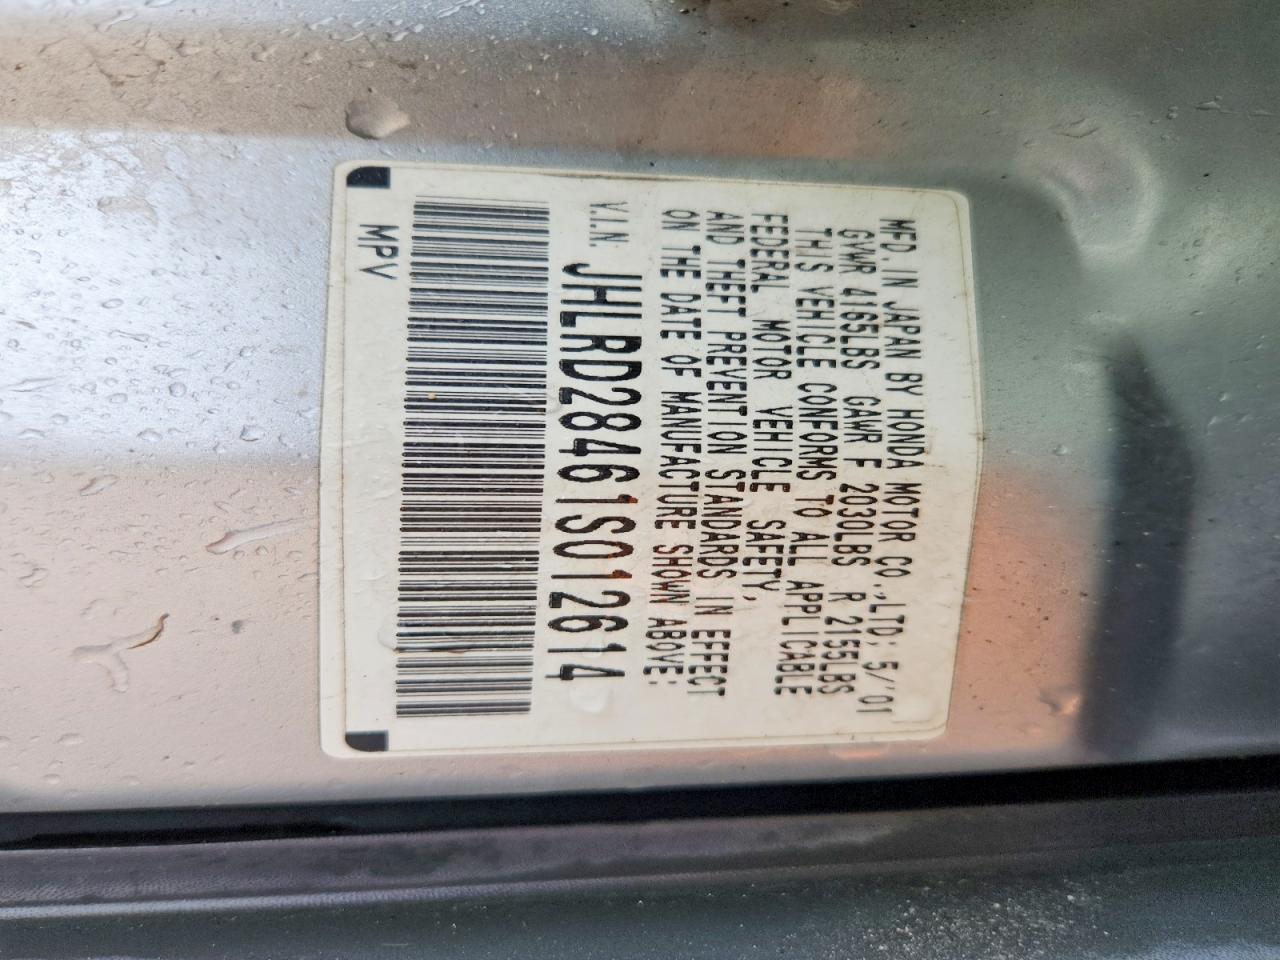 MFD. IN JAPAN BY HONDA MOTOR CO., LTD; 5/'01
GVWR 4165LBS GAWR F 2030LBS R 2155LBS
THIS VEHICLE CONFORMS TO ALL APPLICABLE
FEDERAL MOTOR VEHICLE SAFETY,
AND THEFT PREVENTION STANDARDS IN EFFECT
ON THE DATE OF MANUFACTURE SHOWN ABOVE;
V.I.N. JHLRD28461S012614
MPV